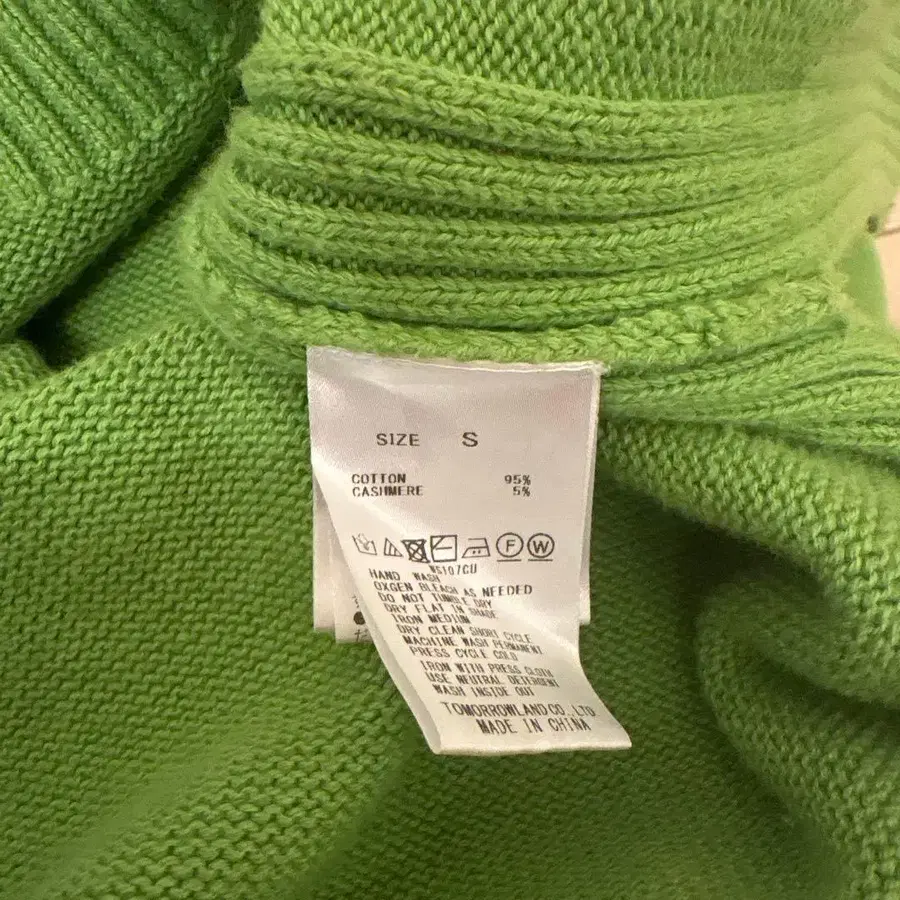 SIZE S
COTTON 95%
CASHMERE 5%
F W
WS107CU
HAND WASH
OXGEN BLEACH AS NEEDED
DO NOT TUMBLE DRY
DRY FLAT IN SHADE
IRON MEDIUM
DRY CLEAN SHORT CYCLE
MACHINE WASH PERMANENT
PRESS CYCLE COLD
IRON WITH PRESS CLOTH
USE NEUTRAL DETERGENT
WASH INSIDE OUT
TOMORROWLAND CO.,LTD
MADE IN CHINA